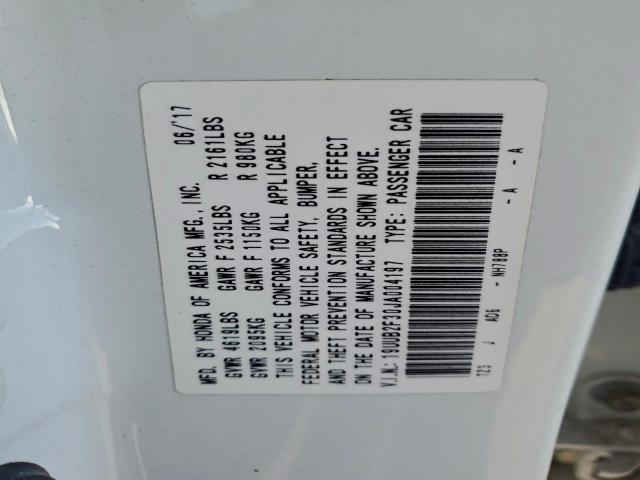 MFD. BY HONDA OF AMERICA MFG., INC. 06/'17
GVWR 4619LBS GAWR F 2535LBS R 2161LBS
GVWR 2095KG GAWR F 1150KG R 980KG
THIS VEHICLE CONFORMS TO ALL APPLICABLE
FEDERAL MOTOR VEHICLE SAFETY, BUMPER,
AND THEFT PREVENTION STANDARDS IN EFFECT
ON THE DATE OF MANUFACTURE SHOWN ABOVE.
V.I.N.: 19UUB2F30JA004197 TYPE: PASSENGER CAR
TZ3 J AD6 - NH788P - A - A